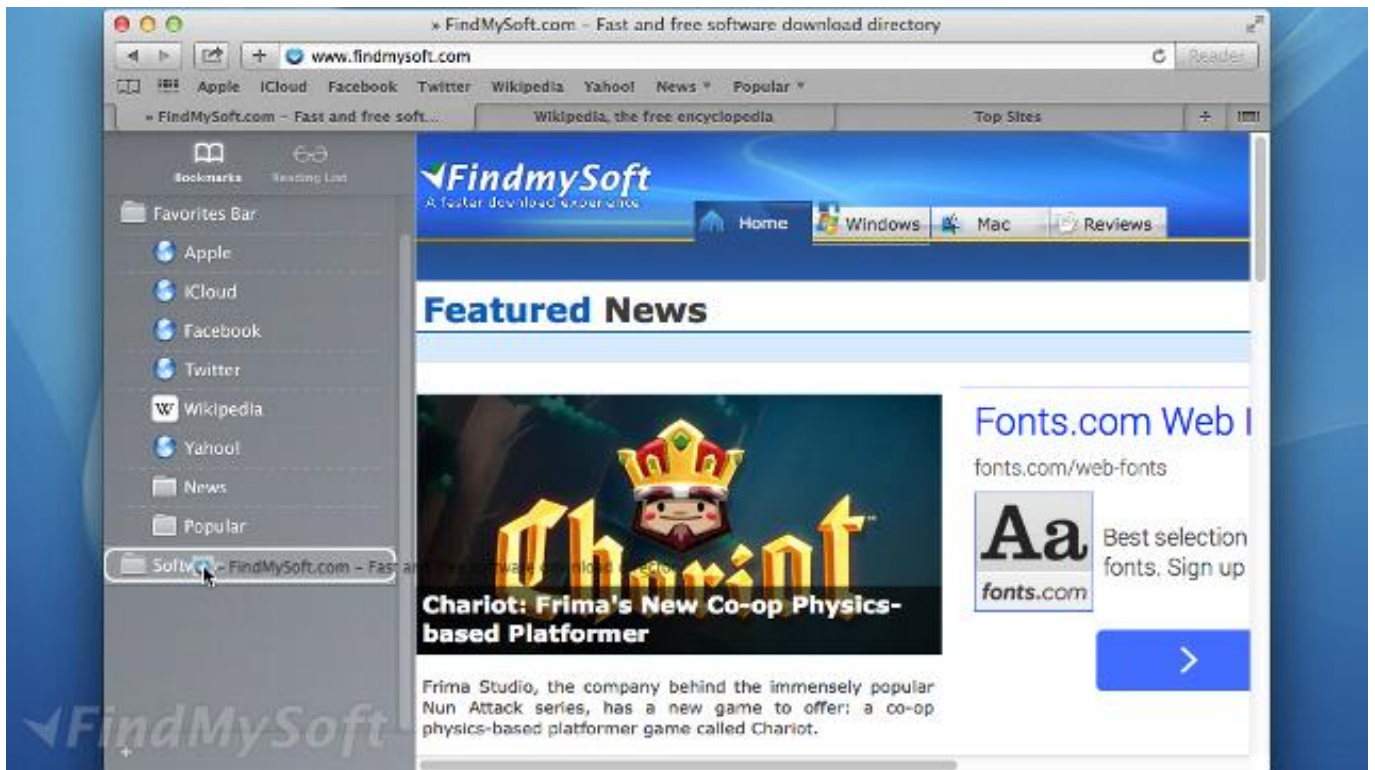 » FindMySoft.com – Fast and free software download directory
www.findmysoft.com
Reader
Apple iCloud Facebook Twitter Wikipedia Yahoo! News Popular
» FindMySoft.com – Fast and free soft... Wikipedia, the free encyclopedia Top Sites
Bookmarks Reading List
Favorites Bar
Apple
iCloud
Facebook
Twitter
W Wikipedia
Yahoo!
News
Popular
FindMySoft.com – Fast and free software download
FindmySoft
A faster download experience
Home Windows Mac Reviews
Featured News
Chariot
Chariot: Frima's New Co-op Physics-
based Platformer
Frima Studio, the company behind the immensely popular
Nun Attack series, has a new game to offer: a co-op
physics-based platformer game called Chariot.
Fonts.com Web
fonts.com/web-fonts
Aa
fonts.com
Best selection
fonts. Sign up
FindMySoft